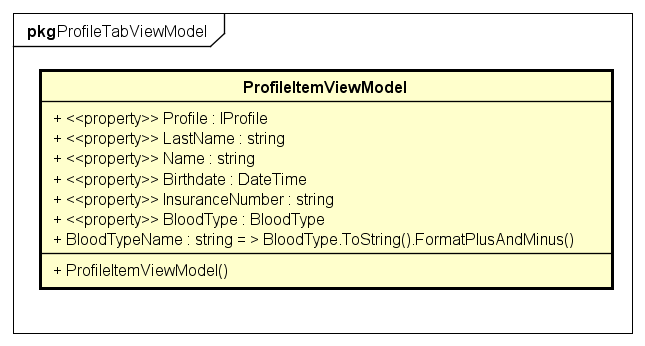 pkg ProfileTabViewModel
ProfileItemViewModel
+ <<property>> Profile : IProfile
+ <<property>> LastName : string
+ <<property>> Name : string
+ <<property>> Birthdate : DateTime
+ <<property>> InsuranceNumber : string
+ <<property>> BloodType : BloodType
+ BloodTypeName : string = > BloodType.ToString().FormatPlusAndMinus()
+ ProfileItemViewModel()